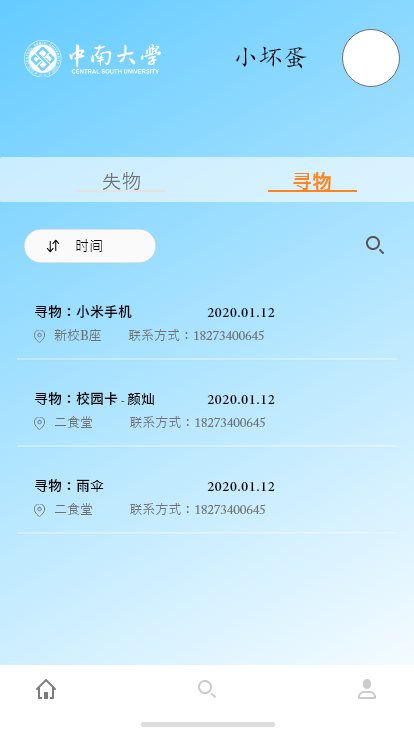 中南大學
CENTRAL SOUTH UNIVERSITY
小坏蛋
失物 寻物
时间
寻物：小米手机 2020.01.12
新校B座 联系方式：18273400645
寻物：校园卡 - 颜灿 2020.01.12
二食堂 联系方式：18273400645
寻物：雨伞 2020.01.12
二食堂 联系方式：18273400645